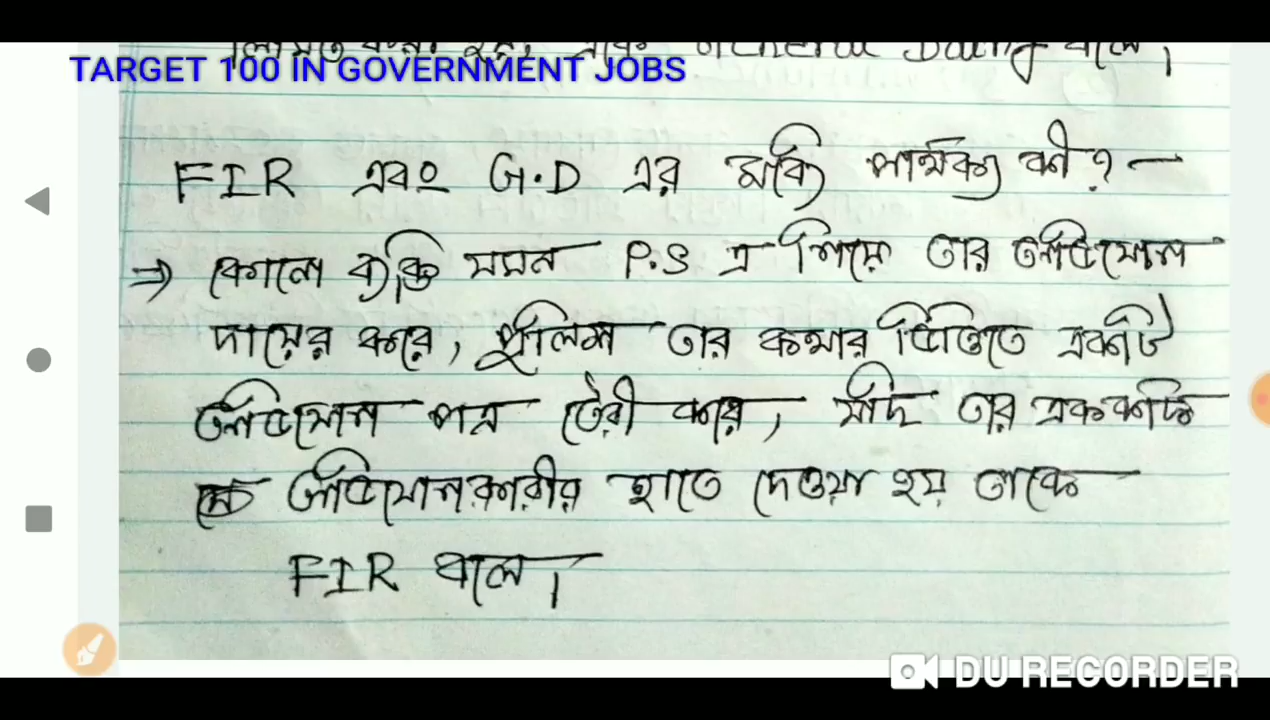 বলে।
TARGET 100 IN GOVERNMENT JOBS
FIR এবং G.D এর মধ্যে পার্থক্য কী? —
⇒ কোনো ব্যক্তি যখন P.S এ গিয়ে তার অভিযোগ
দায়ের করে, পুলিশ তার কথার ভিত্তিতে একটি
অভিযোগ পত্র তৈরী করে, যদি তার এককপি
অভিযোগকারীর হাতে দেওয়া হয় তাকে
FIR বলে।
DU RECORDER